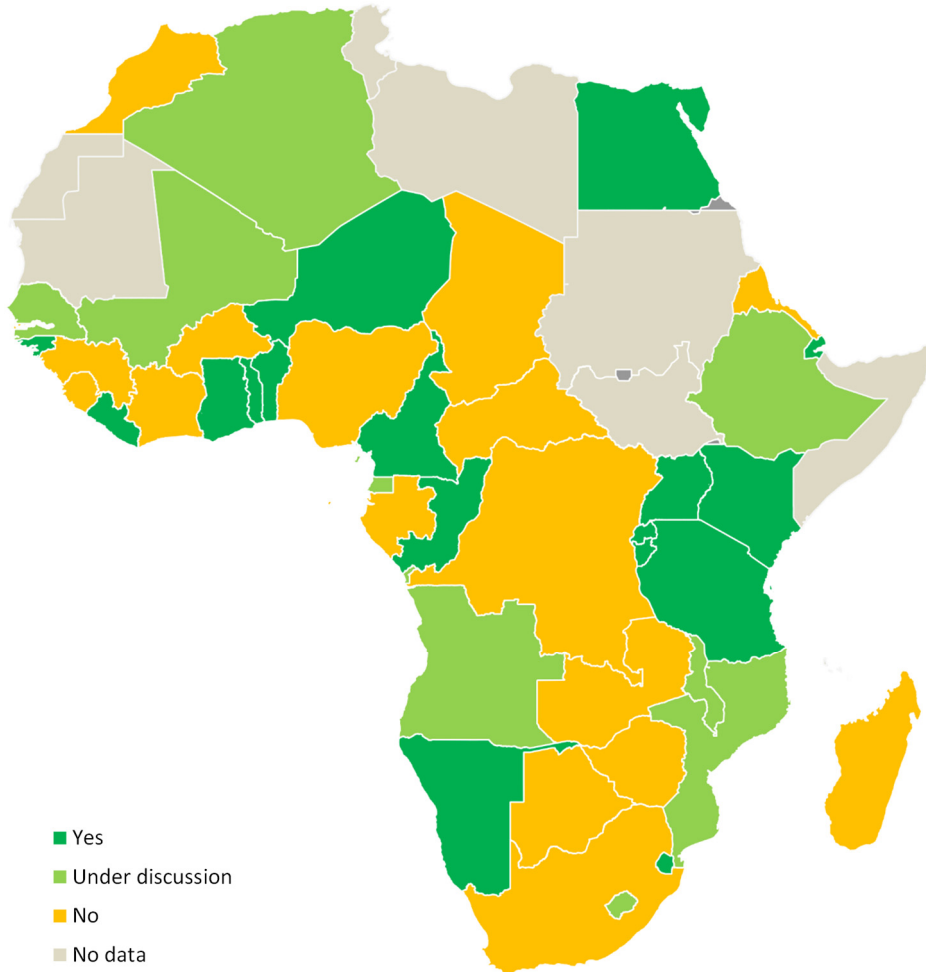 Yes
Under discussion
No
No data